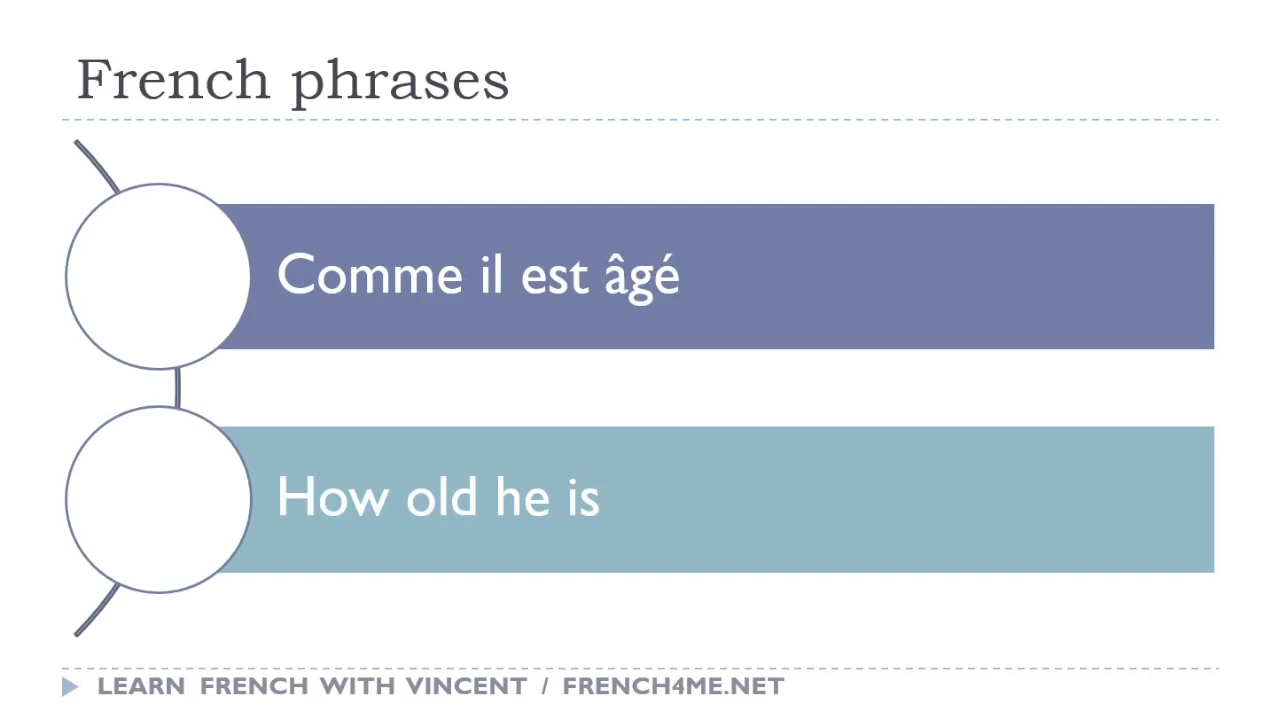 French phrases
Comme il est âgé
How old he is
LEARN FRENCH WITH VINCENT / FRENCH4ME.NET